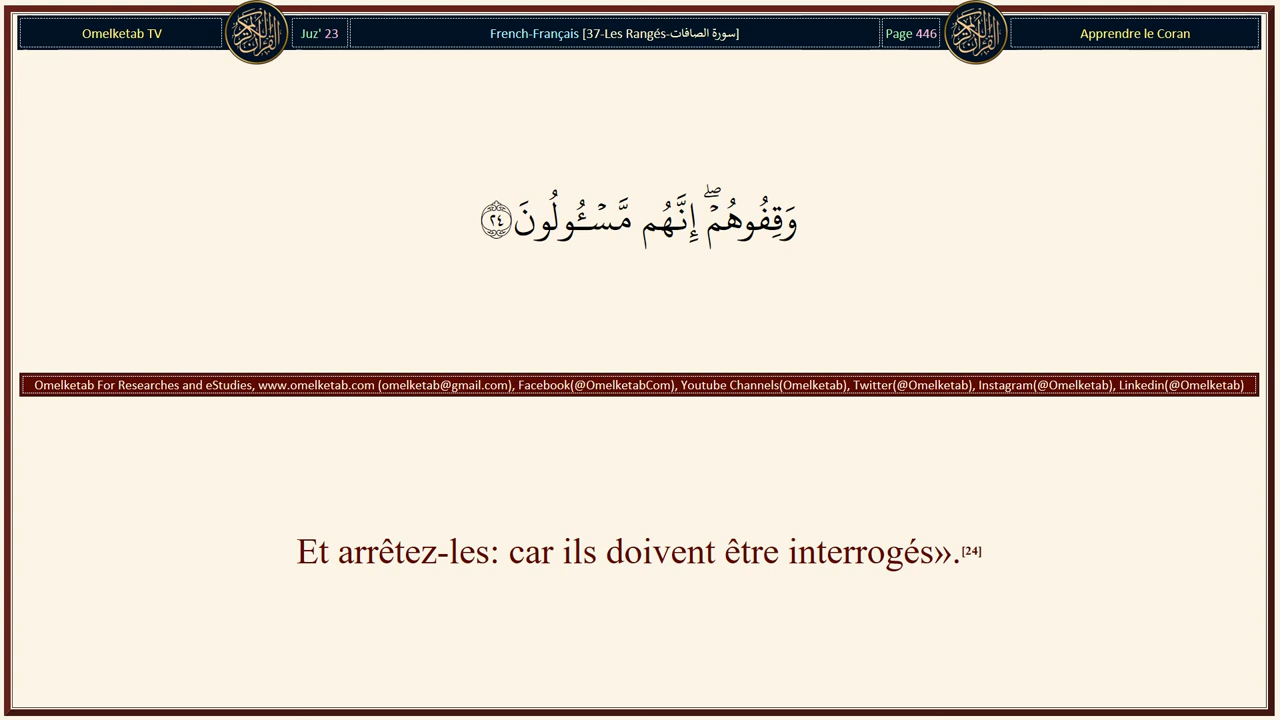 Omelketab TV
Juz' 23
French-Français [37-Les Rangés-سورة الصافات]
Page 446
Apprendre le Coran
وَقِفُوهُمۡۖ إِنَّهُم مَّسۡـُٔولُونَ ٢٤
Omelketab For Researches and eStudies, www.omelketab.com (omelketab@gmail.com), Facebook(@OmelketabCom), Youtube Channels(Omelketab), Twitter(@Omelketab), Instagram(@Omelketab), Linkedin(@Omelketab)
Et arrêtez-les: car ils doivent être interrogés».[24]